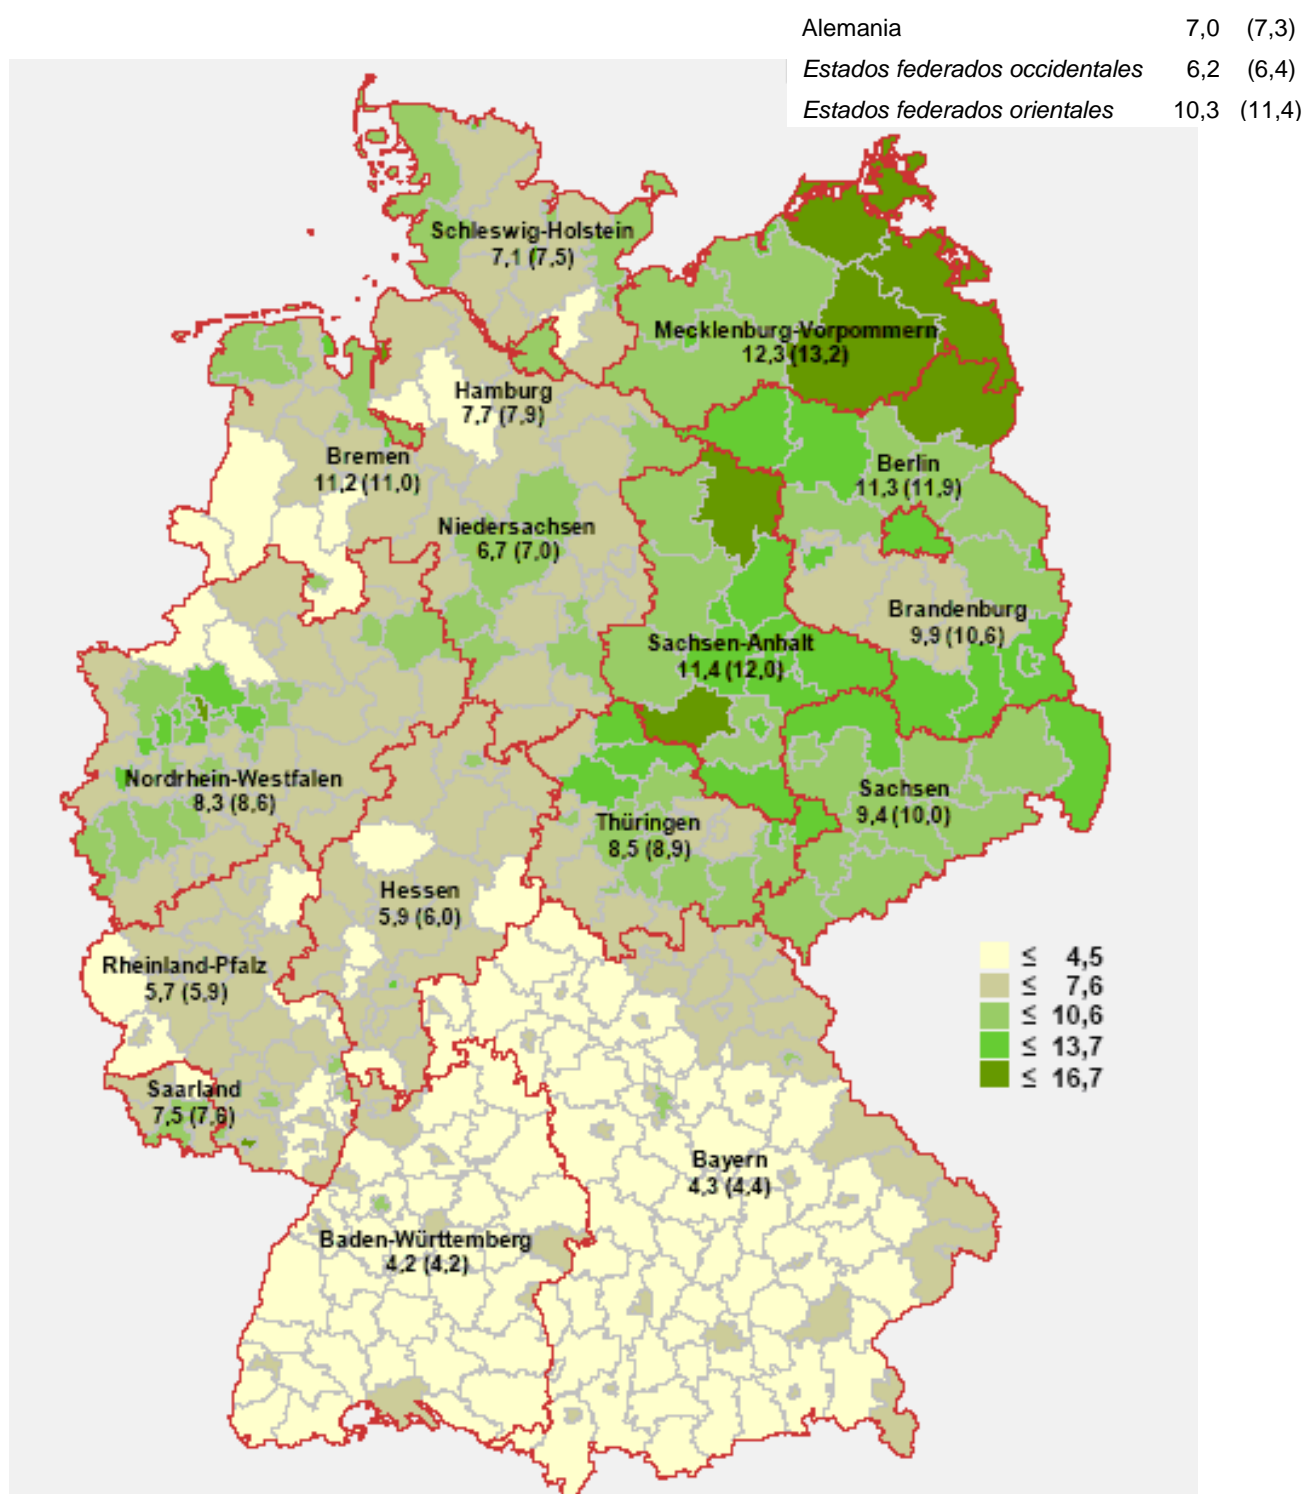 Alemania 7,0 (7,3)
Estados federados occidentales 6,2 (6,4)
Estados federados orientales 10,3 (11,4)
Schleswig-Holstein
7,1 (7,5)
Mecklenburg-Vorpommern
12,3 (13,2)
Hamburg
7,7 (7,9)
Bremen
11,2 (11,0)
Berlin
11,3 (11,9)
Niedersachsen
6,7 (7,0)
Brandenburg
9,9 (10,6)
Sachsen-Anhalt
11,4 (12,0)
Nordrhein-Westfalen
8,3 (8,6)
Sachsen
9,4 (10,0)
Thüringen
8,5 (8,9)
Hessen
5,9 (6,0)
Rheinland-Pfalz
5,7 (5,9)
≤ 4,5
≤ 7,6
≤ 10,6
≤ 13,7
≤ 16,7
Saarland
7,5 (7,6)
Bayern
4,3 (4,4)
Baden-Württemberg
4,2 (4,2)